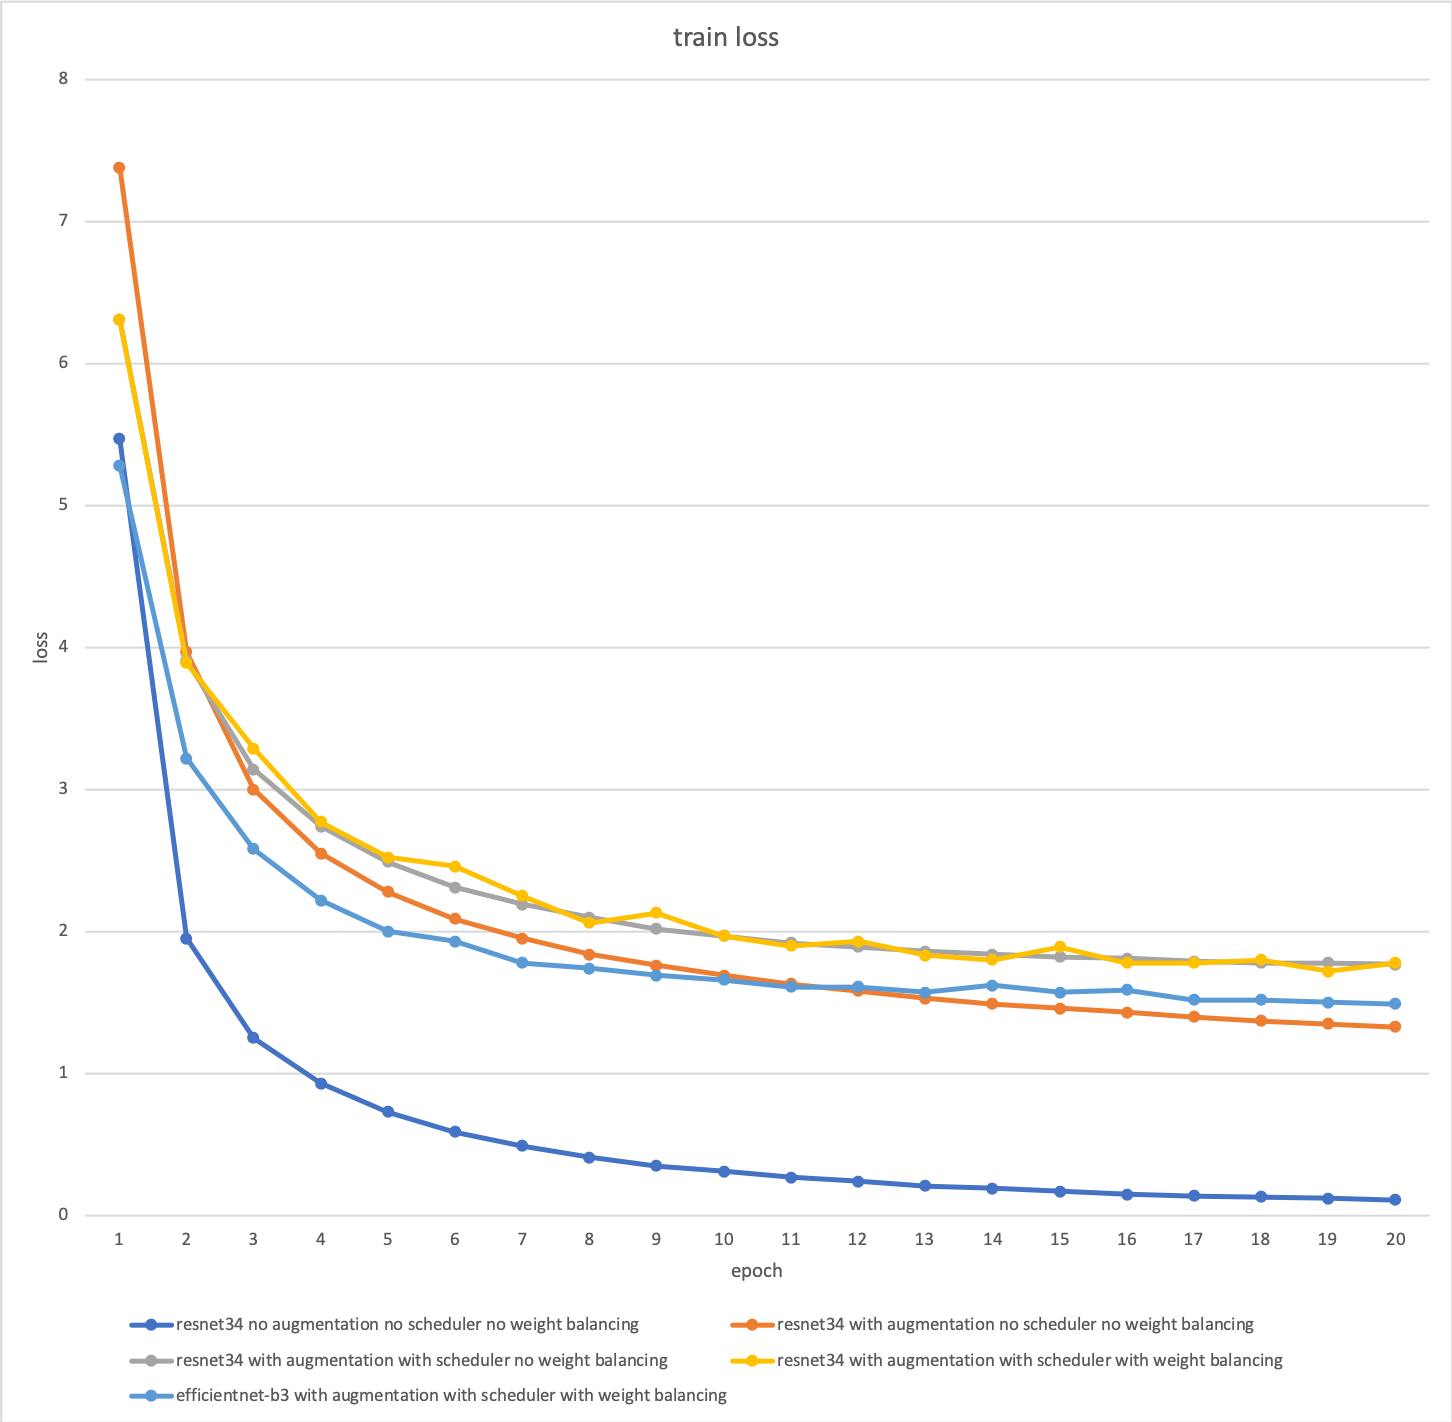 train loss
8
7
6
5
4
3
2
1
0
loss
1 2 3 4 5 6 7 8 9 10 11 12 13 14 15 16 17 18 19 20
epoch
resnet34 no augmentation no scheduler no weight balancing
resnet34 with augmentation no scheduler no weight balancing
resnet34 with augmentation with scheduler no weight balancing
resnet34 with augmentation with scheduler with weight balancing
efficientnet-b3 with augmentation with scheduler with weight balancing